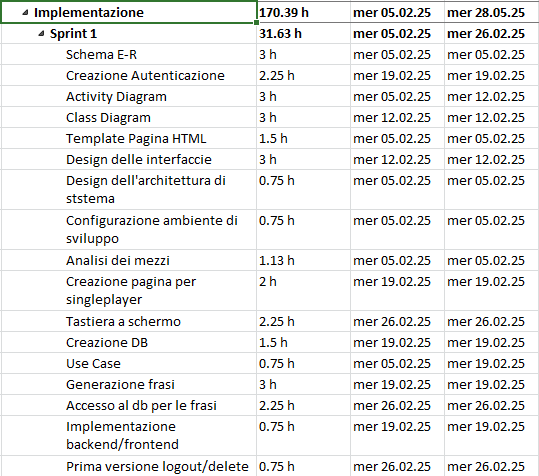 Implementazione 170.39 h mer 05.02.25 mer 28.05.25
Sprint 1 31.63 h mer 05.02.25 mer 26.02.25
Schema E-R 3 h mer 05.02.25 mer 05.02.25
Creazione Autenticazione 2.25 h mer 19.02.25 mer 19.02.25
Activity Diagram 3 h mer 05.02.25 mer 12.02.25
Class Diagram 3 h mer 12.02.25 mer 12.02.25
Template Pagina HTML 1.5 h mer 05.02.25 mer 05.02.25
Design delle interfaccie 3 h mer 12.02.25 mer 12.02.25
Design dell'architettura di 0.75 h mer 05.02.25 mer 05.02.25
ststema
Configurazione ambiente di 0.75 h mer 05.02.25 mer 05.02.25
sviluppo
Analisi dei mezzi 1.13 h mer 05.02.25 mer 05.02.25
Creazione pagina per 2 h mer 19.02.25 mer 19.02.25
singleplayer
Tastiera a schermo 2.25 h mer 26.02.25 mer 26.02.25
Creazione DB 1.5 h mer 19.02.25 mer 19.02.25
Use Case 0.75 h mer 05.02.25 mer 05.02.25
Generazione frasi 3 h mer 19.02.25 mer 19.02.25
Accesso al db per le frasi 2.25 h mer 26.02.25 mer 26.02.25
Implementazione 0.75 h mer 19.02.25 mer 19.02.25
backend/frontend
Prima versione logout/delete 0.75 h mer 26.02.25 mer 26.02.25